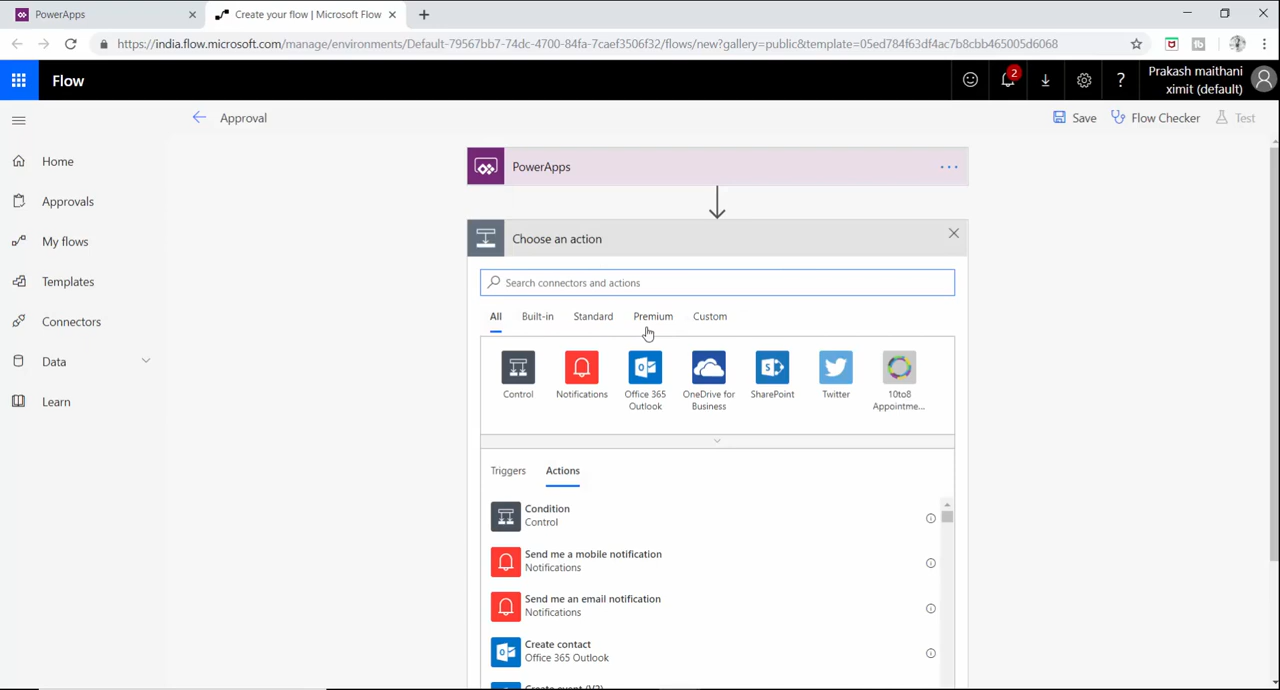 PowerApps
Create your flow | Microsoft Flow
https://india.flow.microsoft.com/manage/environments/Default-795f7bb7-74dc-4700-84fa-7caef3506f32/flows/new?gallery=public&template=05ed784f63df4ac7b8cbb465005d6068
Flow
2
?
Prakash maithani
ximit (default)
Approval
Save
Flow Checker
Test
Home
Approvals
My flows
Templates
Connectors
Data
Learn
PowerApps
...
Choose an action
Search connectors and actions
All
Built-in
Standard
Premium
Custom
Control
Notifications
Office 365
Outlook
OneDrive for
Business
SharePoint
Twitter
10to8
Appointme...
Triggers
Actions
Condition
Control
Send me a mobile notification
Notifications
Send me an email notification
Notifications
Create contact
Office 365 Outlook